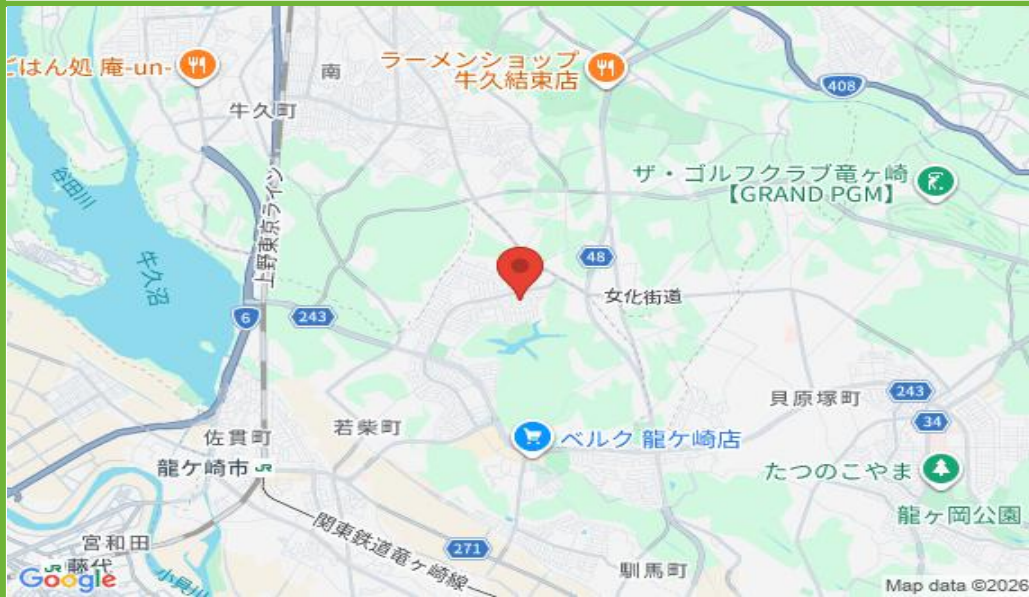 ごはん処 庵-un-
南
ラーメンショップ
牛久結束店
408
牛久町
谷田川
上野東京ライン
ザ・ゴルフクラブ竜ヶ崎
【GRAND PGM】
牛久沼
48
女化街道
6
243
貝原塚町
243
34
若柴町
佐貫町
ベルク 龍ケ崎店
龍ケ崎市
JR
たつのこやま
龍ヶ岡公園
関東鉄道竜ヶ崎線
宮和田
271
馴馬町
JR
藤代
小貝川
Google
Map data ©2026